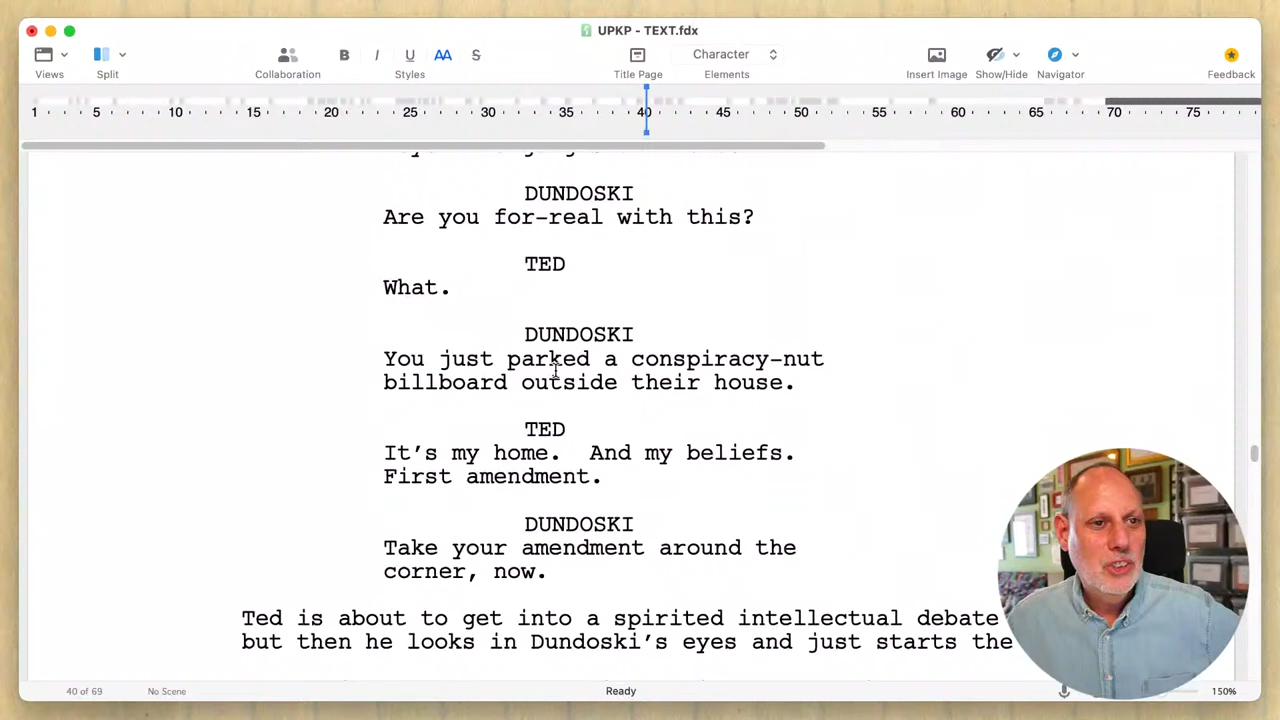 UPKP - TEXT.fdx
B I U AA S Character
Views Split Collaboration Styles Title Page Elements Insert Image Show/Hide Navigator Feedback
1 5 10 15 20 25 30 35 40 45 50 55 60 65 70 75
DUNDOSKI
Are you for-real with this?
TED
What.
DUNDOSKI
You just parked a conspiracy-nut
billboard outside their house.
TED
It's my home.  And my beliefs.
First amendment.
DUNDOSKI
Take your amendment around the
corner, now.
Ted is about to get into a spirited intellectual debate
but then he looks in Dundoski's eyes and just starts the
40 of 69 No Scene Ready 150%